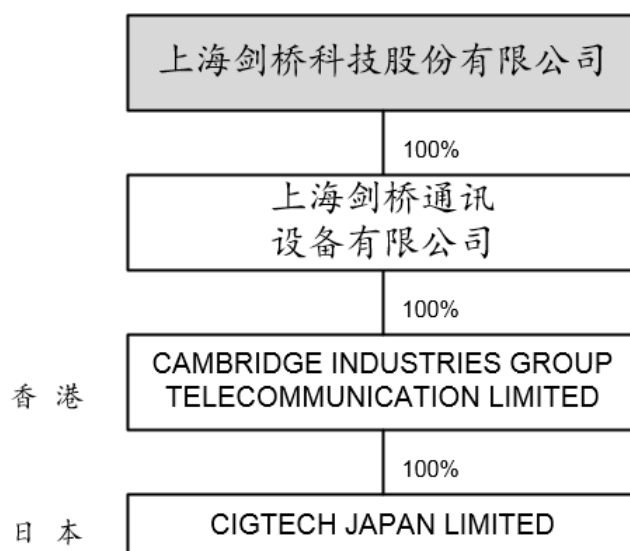 上海剑桥科技股份有限公司
100%
上海剑桥通讯
设备有限公司
100%
香 港
CAMBRIDGE INDUSTRIES GROUP
TELECOMMUNICATION LIMITED
100%
日 本
CIGTECH JAPAN LIMITED